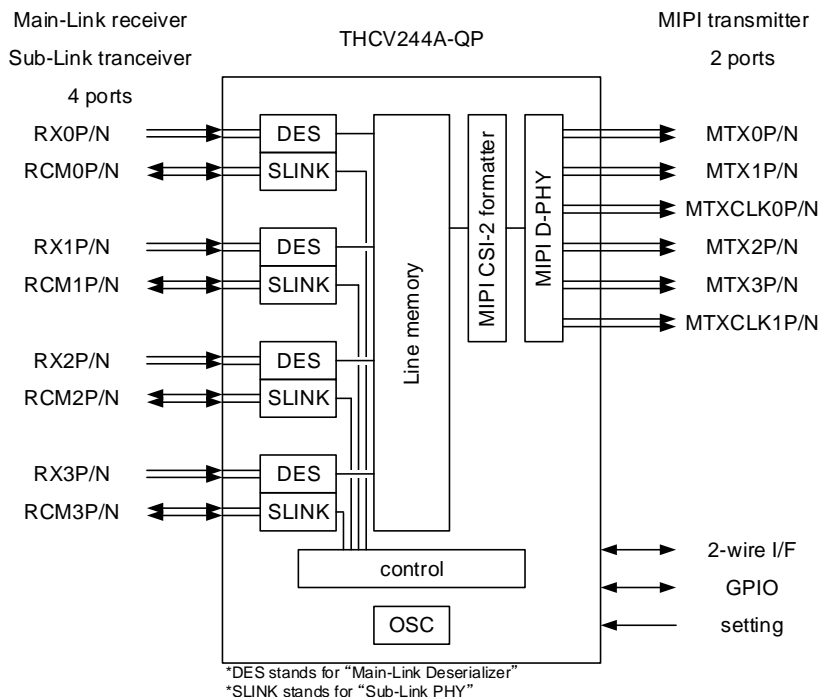 Main-Link receiver
Sub-Link tranceiver
4 ports
THCV244A-QP
MIPI transmitter
2 ports
RX0P/N
RCM0P/N
RX1P/N
RCM1P/N
RX2P/N
RCM2P/N
RX3P/N
RCM3P/N
DES
SLINK
DES
SLINK
DES
SLINK
DES
SLINK
Line memory
MIPI CSI-2 formatter
MIPI D-PHY
MTX0P/N
MTX1P/N
MTXCLK0P/N
MTX2P/N
MTX3P/N
MTXCLK1P/N
control
OSC
2-wire I/F
GPIO
setting
*DES stands for “Main-Link Deserializer”
*SLINK stands for “Sub-Link PHY”